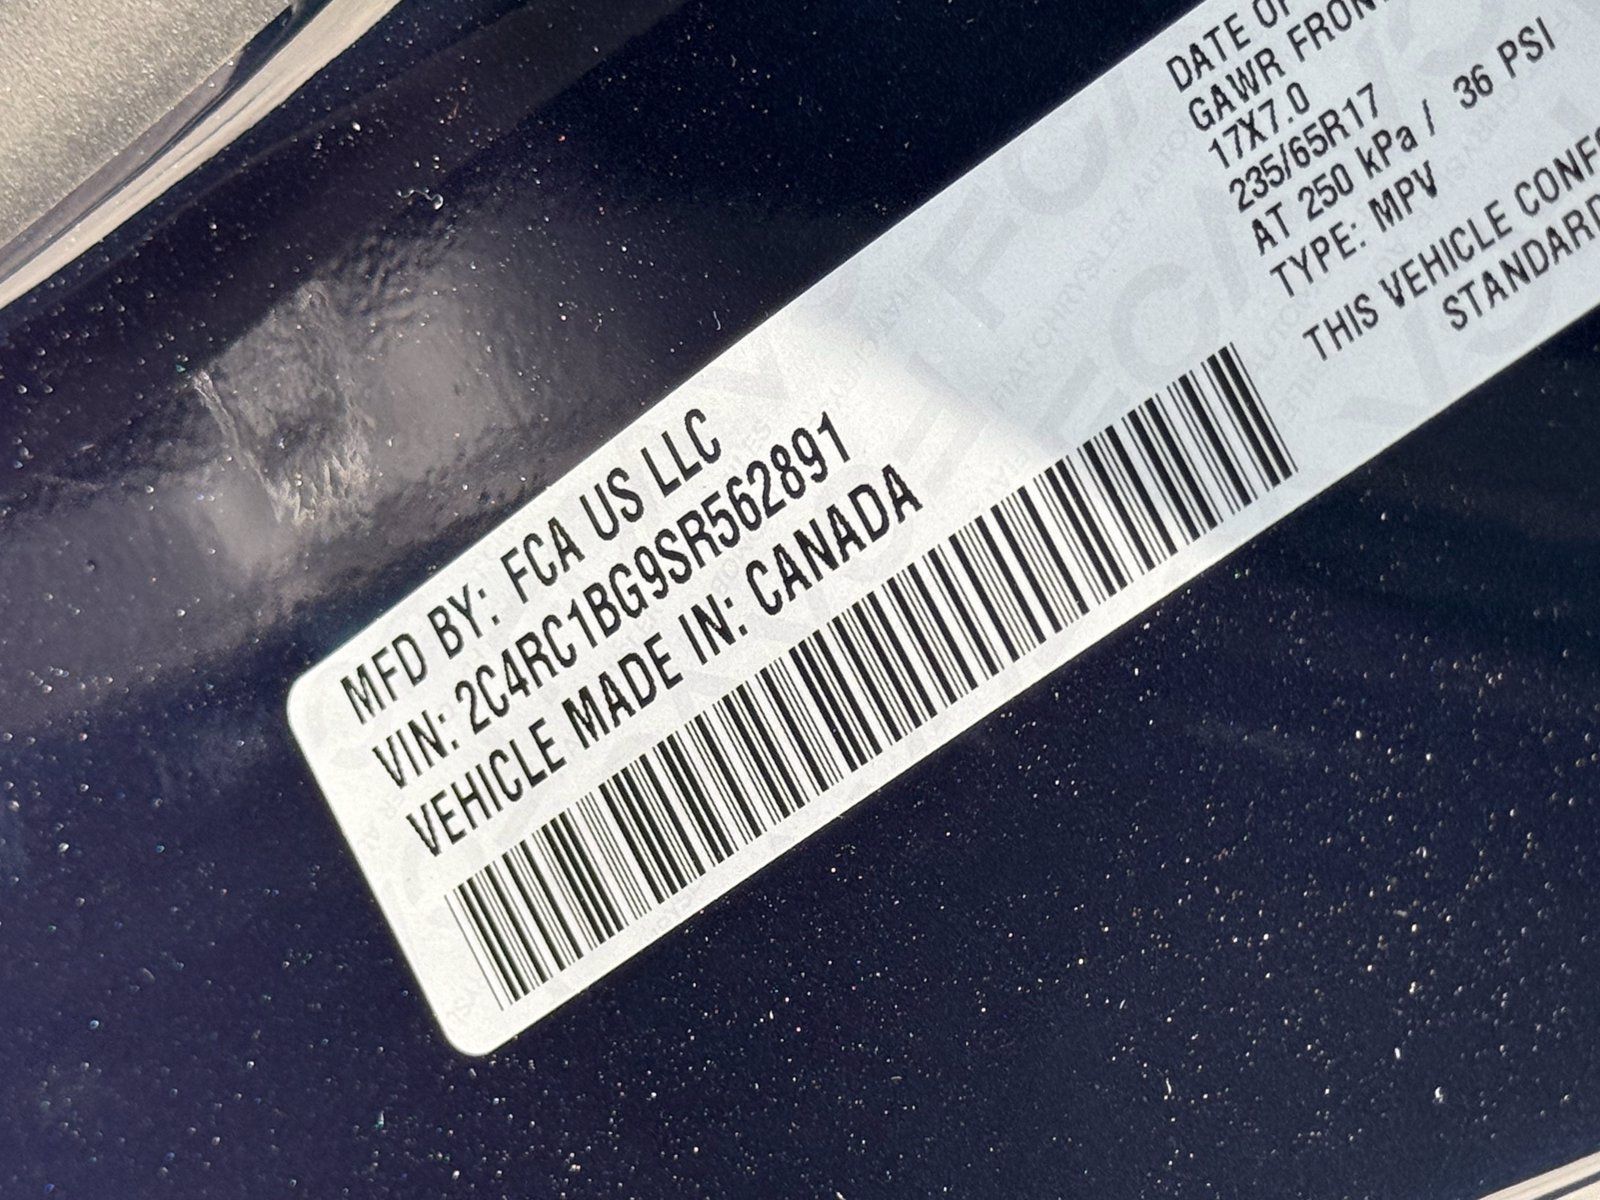 MFD BY: FCA US LLC
VIN: 2C4RC1BG9SR562891
VEHICLE MADE IN: CANADA
DATE OF
GAWR FRONT
17X7.0
235/65R17
AT 250 kPa / 36 PSI
TYPE: MPV
THIS VEHICLE CONF
STANDARD